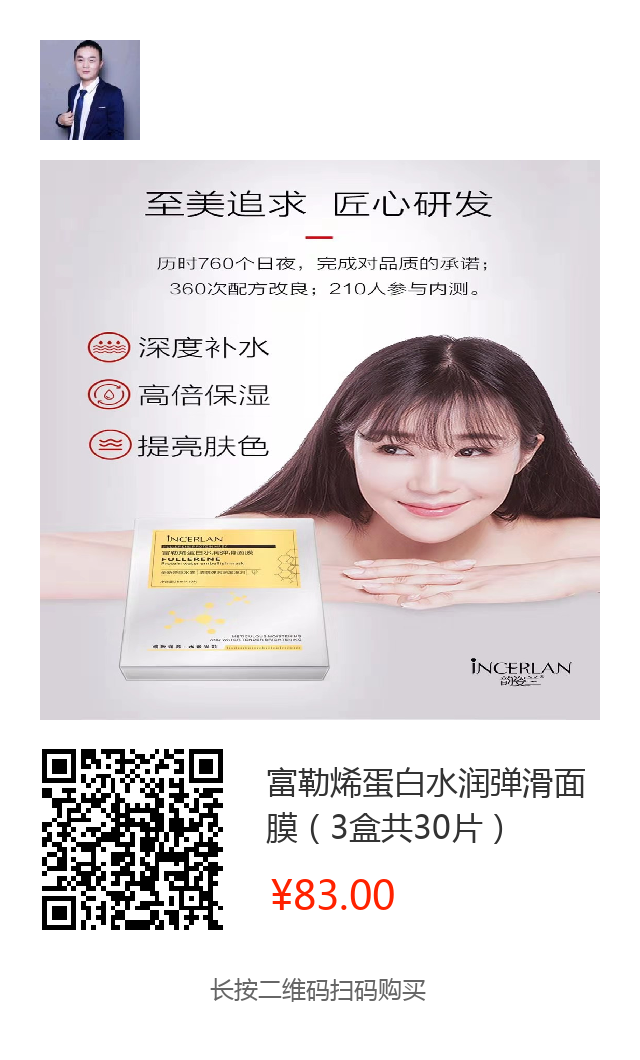 至美追求 匠心研发
历时760个日夜，完成对品质的承诺；
360次配方改良；210人参与内测。
深度补水
高倍保湿
提亮肤色
INCERLAN
富勒烯蛋白水润弹滑面膜
FULLERENE
INCERLAN
韵姿兰
富勒烯蛋白水润弹滑面
膜（3盒共30片）
¥83.00
长按二维码扫码购买